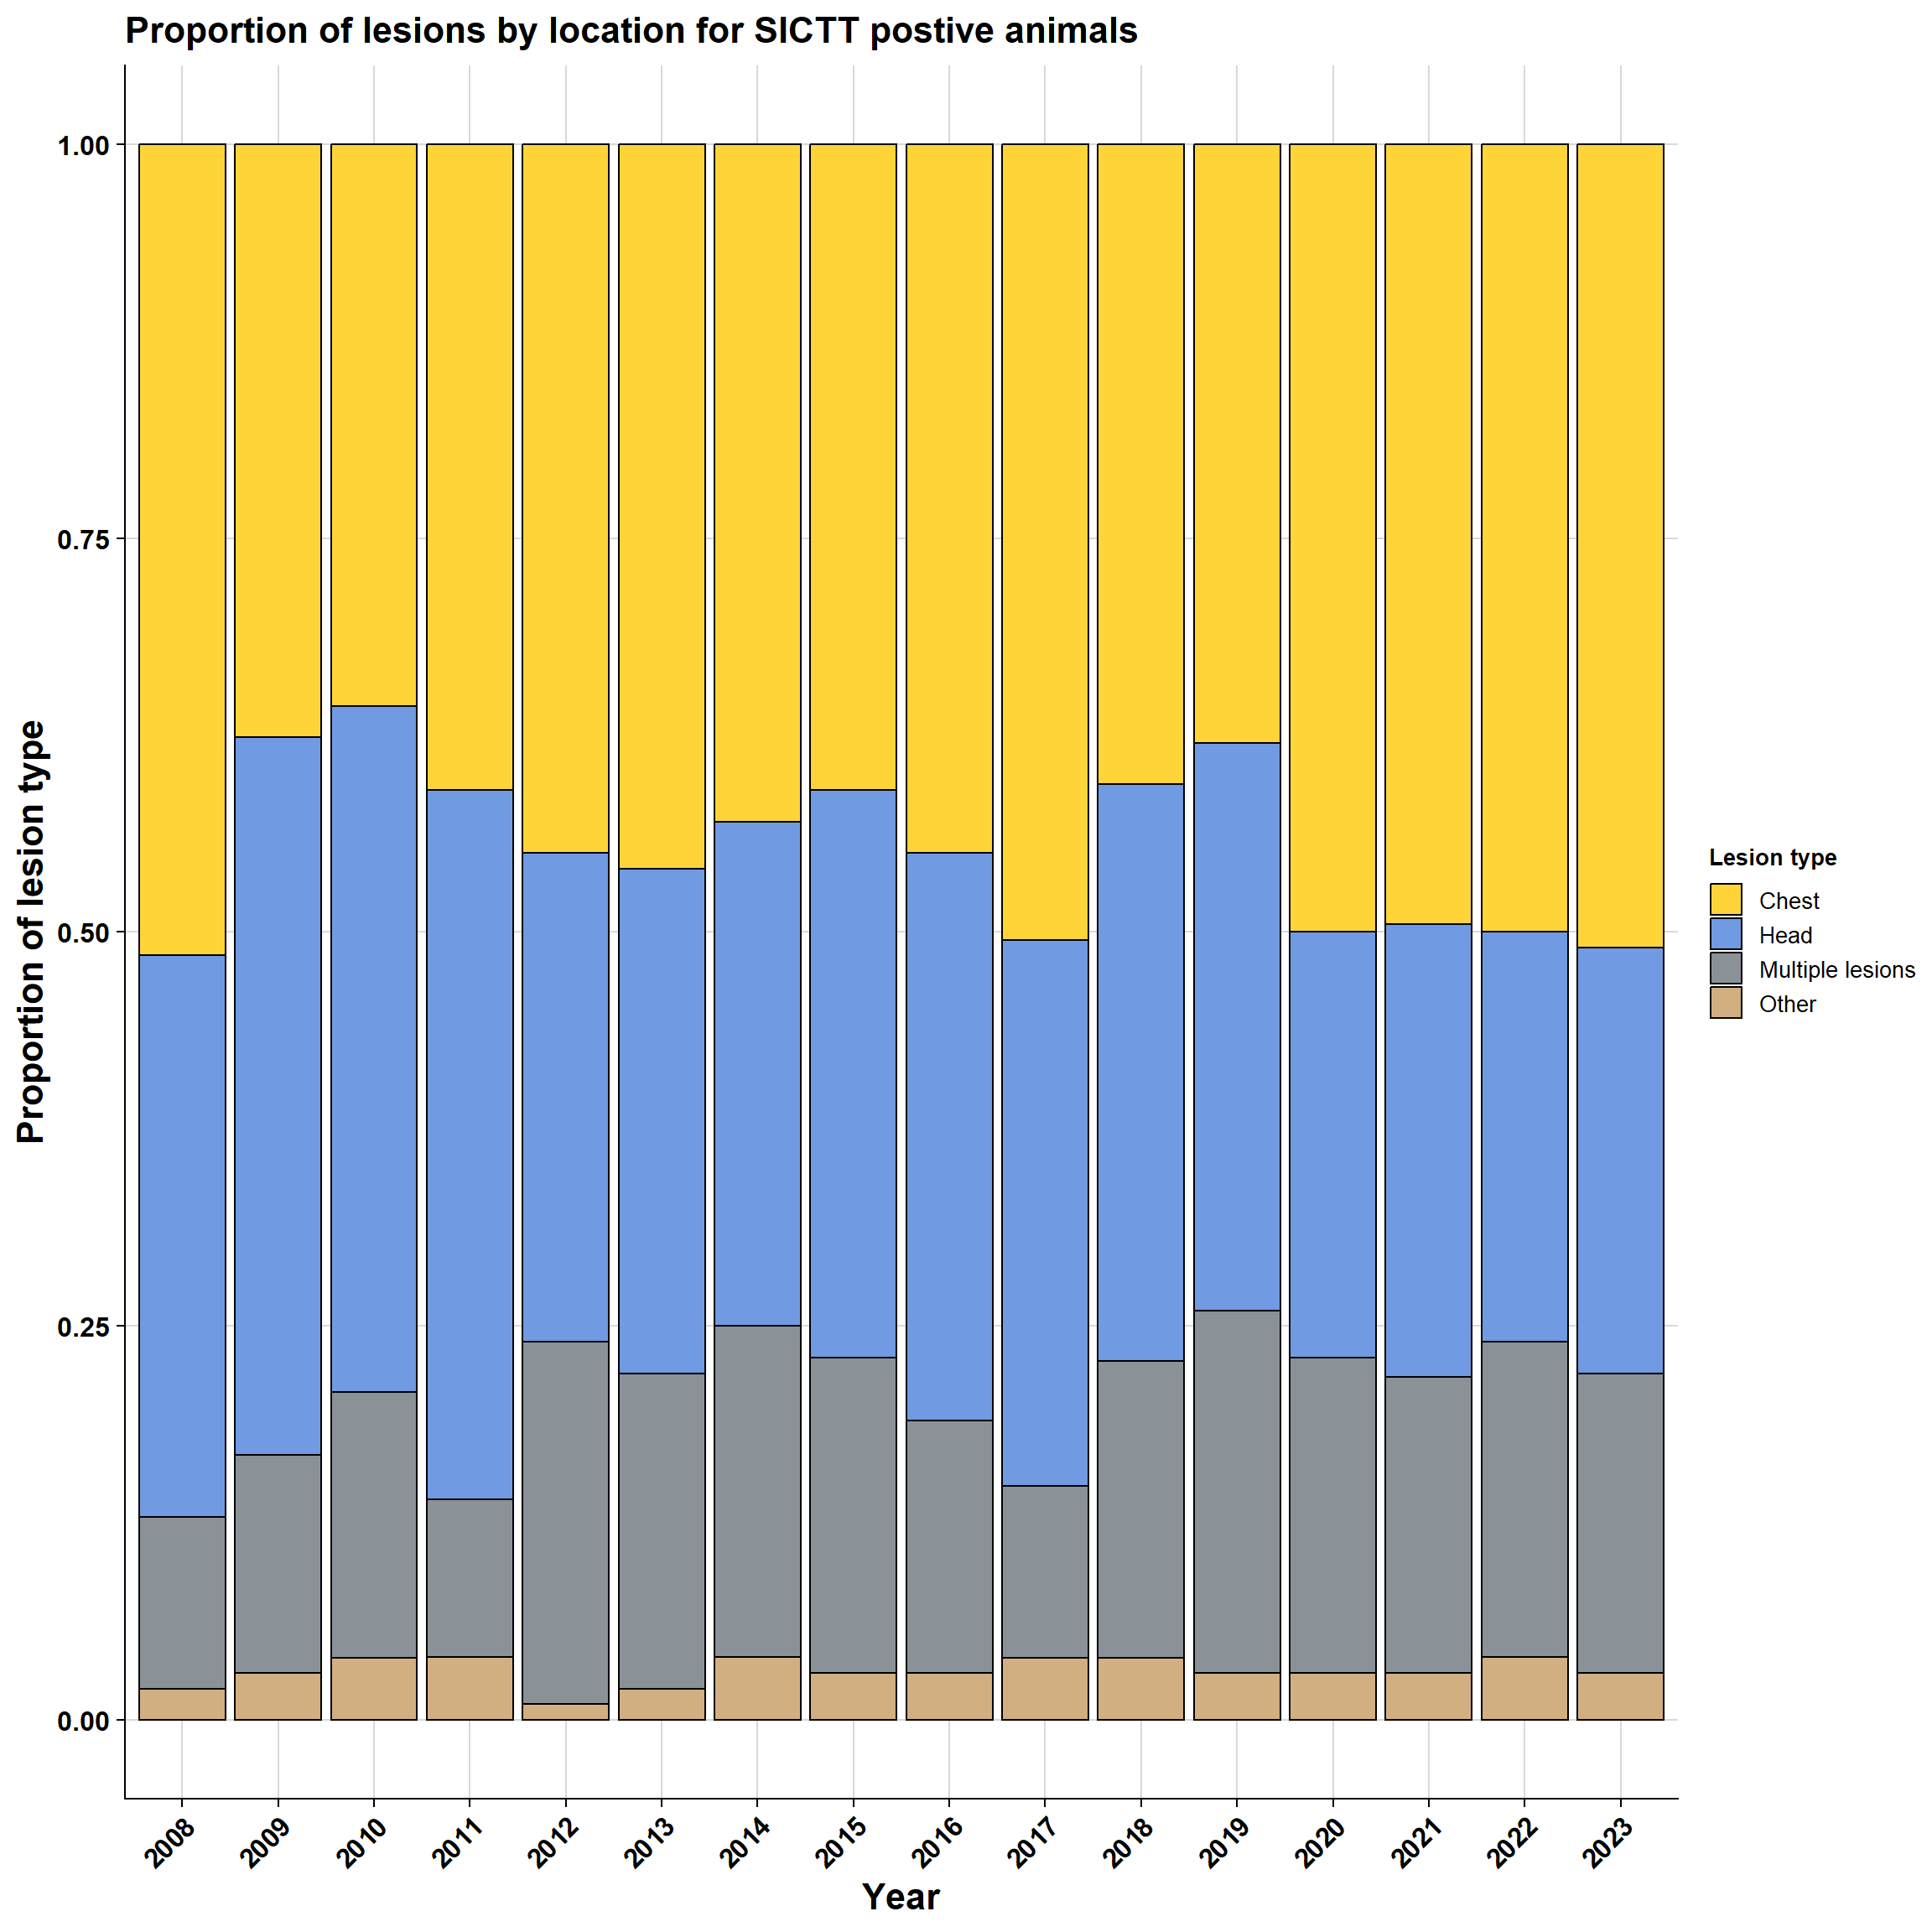 Proportion of lesions by location for SICTT postive animals
Proportion of lesion type
1.00
0.75
0.50
0.25
0.00
2008
2009
2010
2011
2012
2013
2014
2015
2016
2017
2018
2019
2020
2021
2022
2023
Year
Lesion type
Chest
Head
Multiple lesions
Other